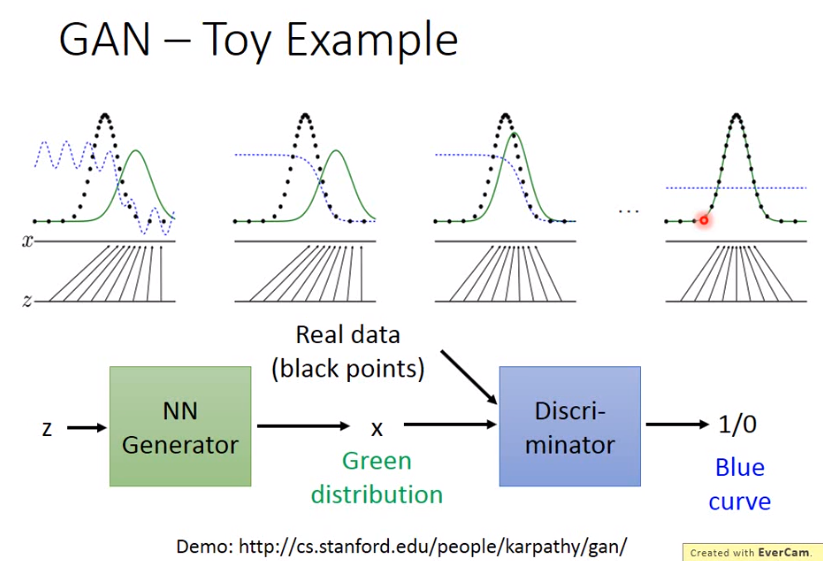 GAN – Toy Example
...
x
z
Real data
(black points)
z
NN
Generator
x
Green
distribution
Discri-
minator
1/0
Blue
curve
Demo: http://cs.stanford.edu/people/karpathy/gan/
Created with EverCam.